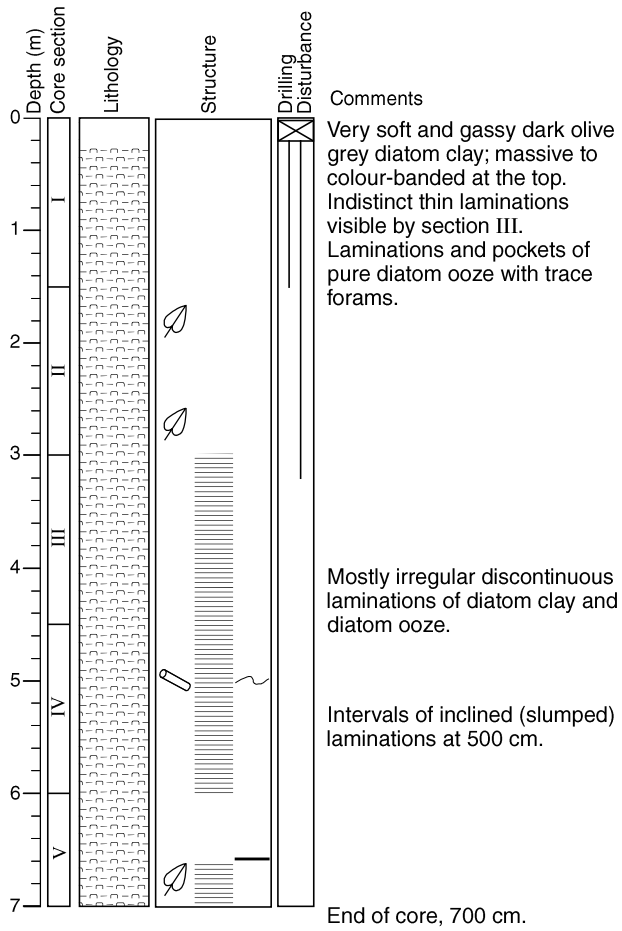 Depth (m)
Core section
Lithology
Structure
Drilling
Disturbance
Comments
0
1
2
3
4
5
6
7
I
II
III
IV
V
Very soft and gassy dark olive
grey diatom clay; massive to
colour-banded at the top.
Indistinct thin laminations
visible by section III.
Laminations and pockets of
pure diatom ooze with trace
forams.
Mostly irregular discontinuous
laminations of diatom clay and
diatom ooze.
Intervals of inclined (slumped)
laminations at 500 cm.
End of core, 700 cm.